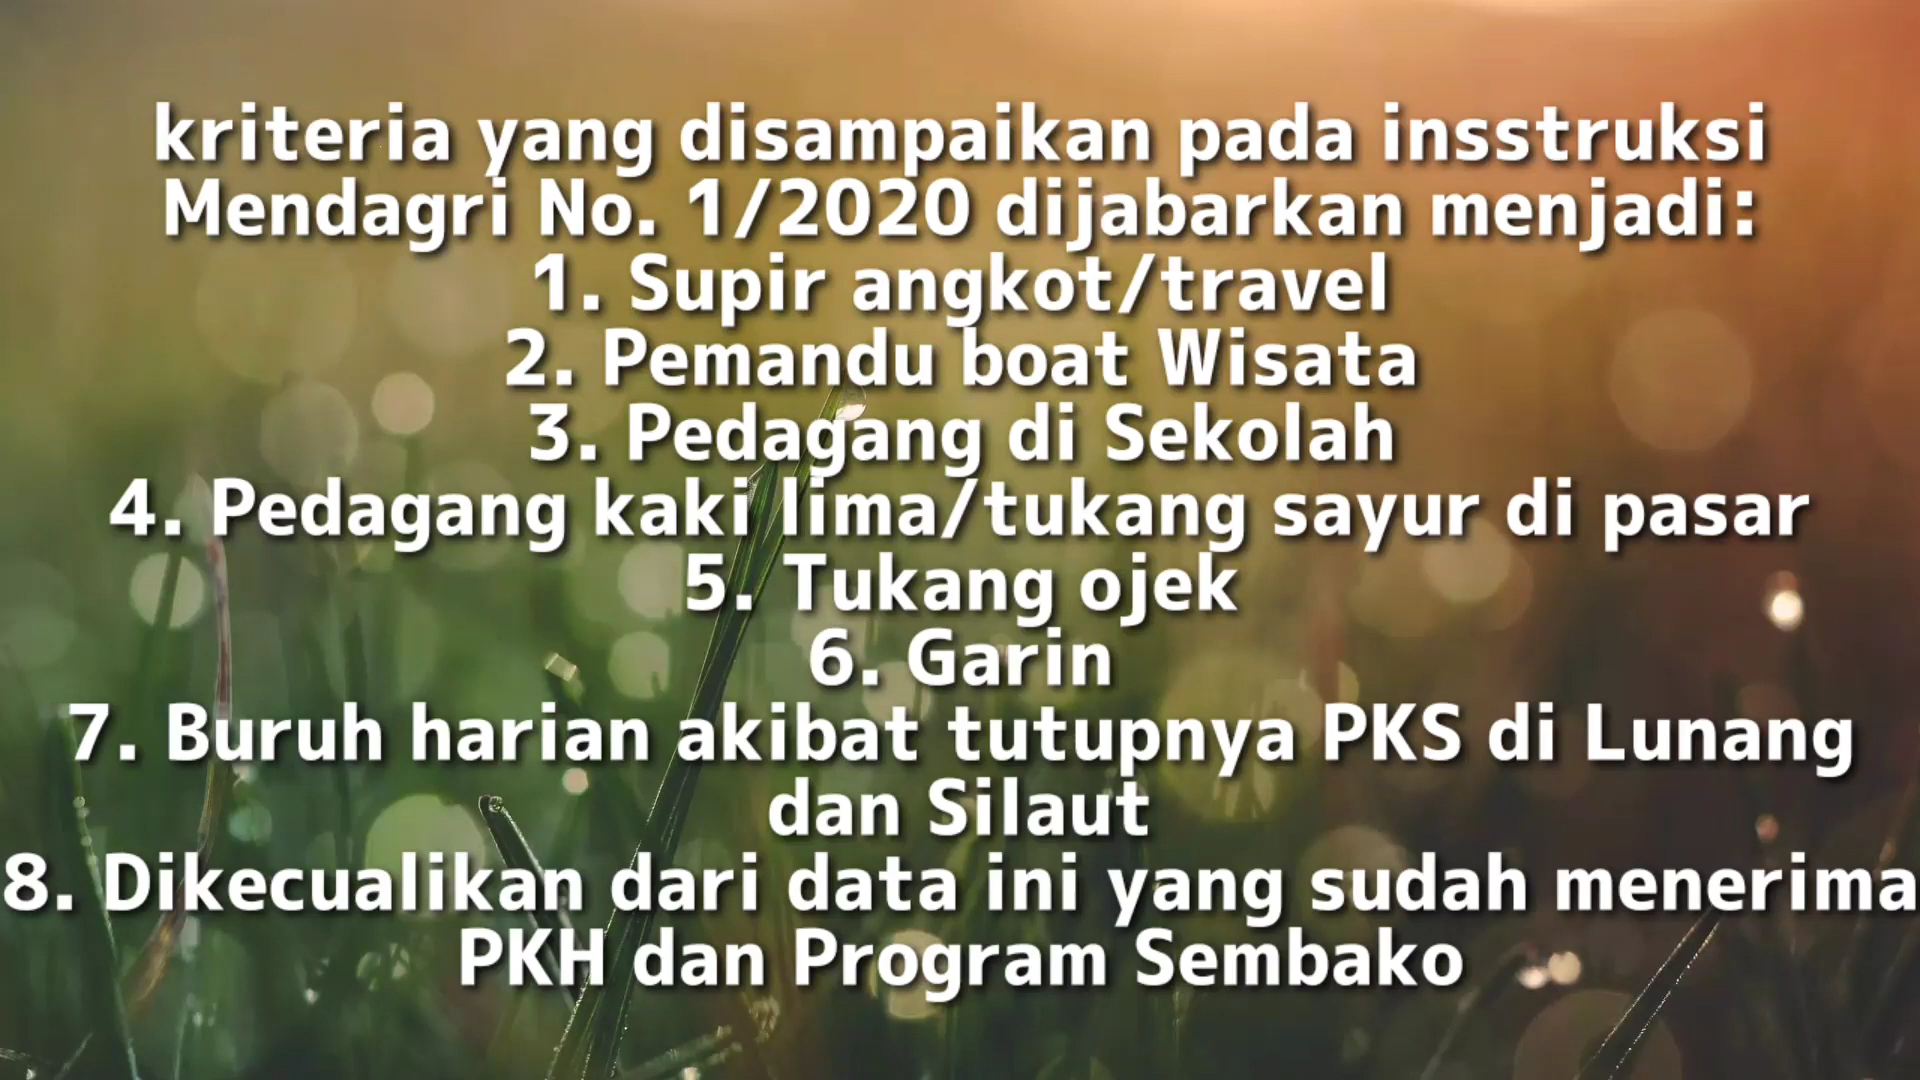 kriteria yang disampaikan pada insstruksi
Mendagri No. 1/2020 dijabarkan menjadi:
1. Supir angkot/travel
2. Pemandu boat Wisata
3. Pedagang di Sekolah
4. Pedagang kaki lima/tukang sayur di pasar
5. Tukang ojek
6. Garin
7. Buruh harian akibat tutupnya PKS di Lunang
dan Silaut
8. Dikecualikan dari data ini yang sudah menerima
PKH dan Program Sembako